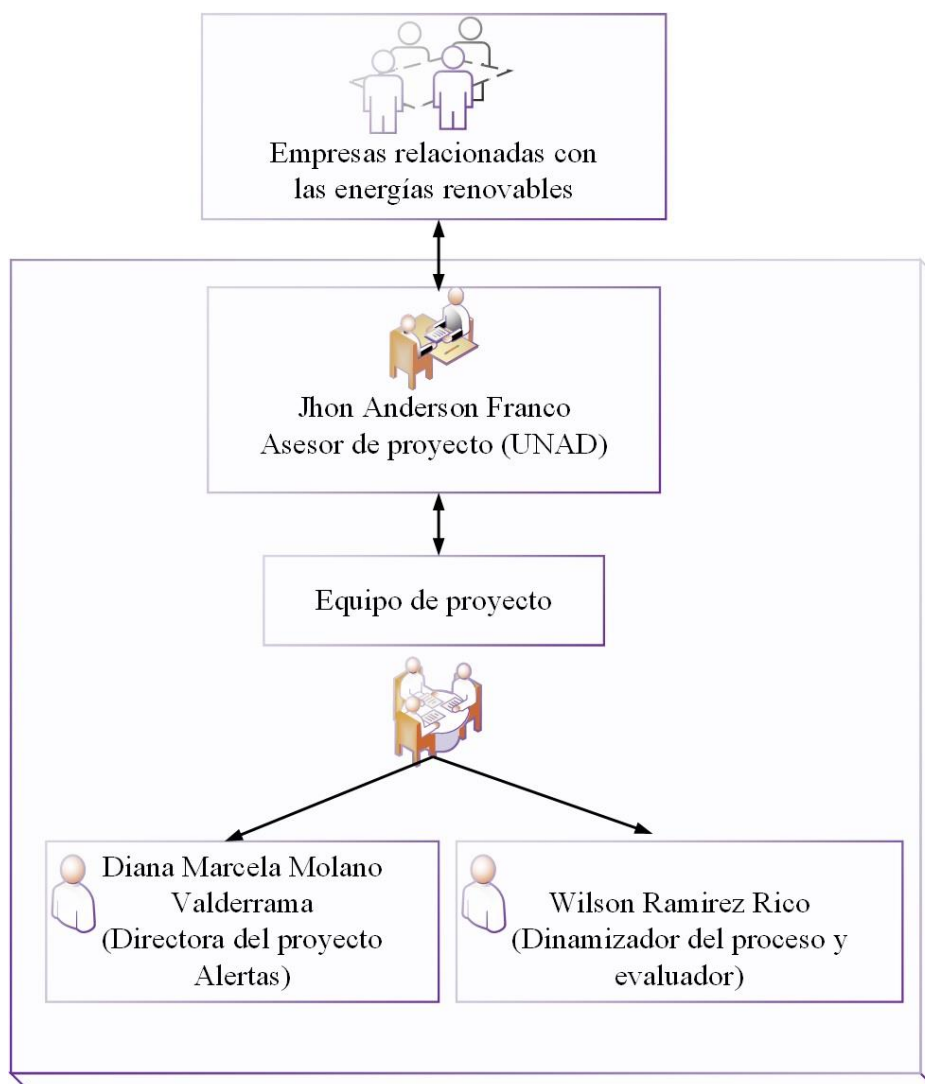 Empresas relacionadas con
las energías renovables
Jhon Anderson Franco
Asesor de proyecto (UNAD)
Equipo de proyecto
Diana Marcela Molano
Valderrama
(Directora del proyecto
Alertas)
Wilson Ramirez Rico
(Dinamizador del proceso y
evaluador)